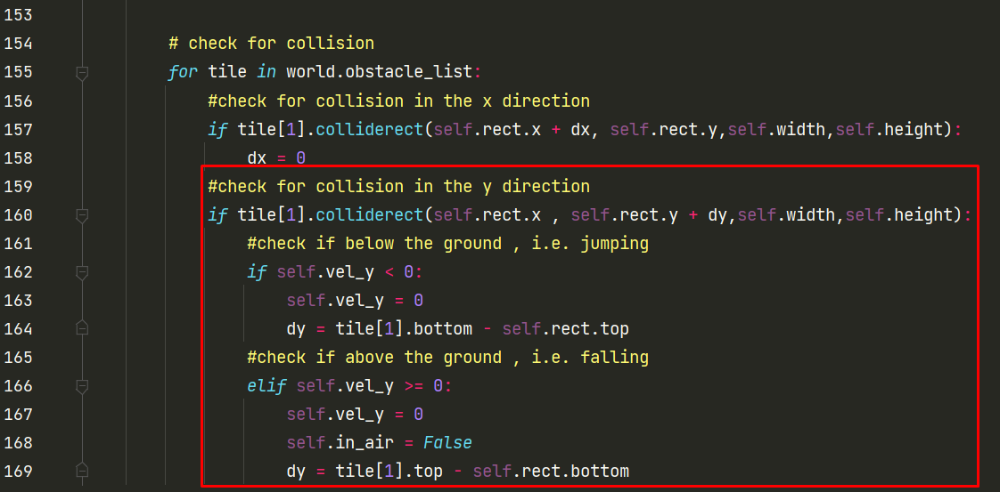 153
154 # check for collision
155 for tile in world.obstacle_list:
156 #check for collision in the x direction
157 if tile[1].colliderect(self.rect.x + dx, self.rect.y,self.width,self.height):
158 dx = 0
159 #check for collision in the y direction
160 if tile[1].colliderect(self.rect.x , self.rect.y + dy,self.width,self.height):
161 #check if below the ground , i.e. jumping
162 if self.vel_y < 0:
163 self.vel_y = 0
164 dy = tile[1].bottom - self.rect.top
165 #check if above the ground , i.e. falling
166 elif self.vel_y >= 0:
167 self.vel_y = 0
168 self.in_air = False
169 dy = tile[1].top - self.rect.bottom